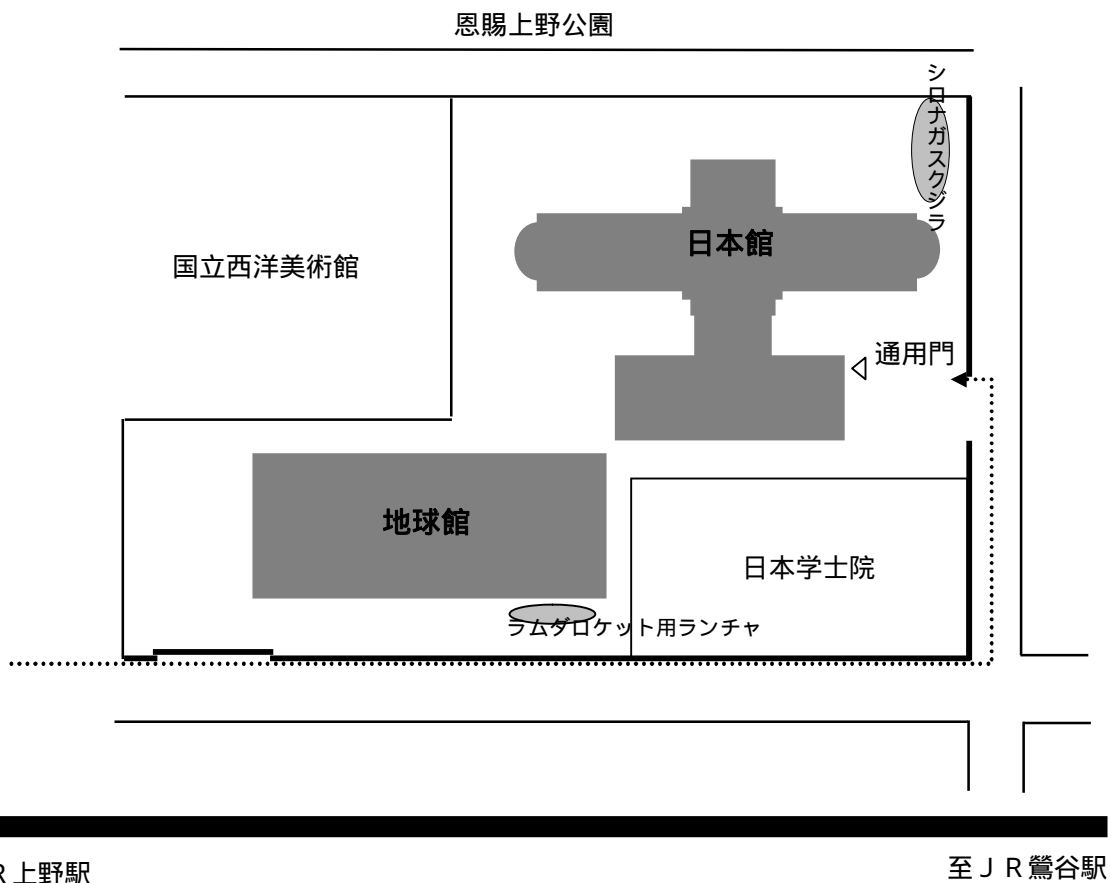 恩賜上野公園
シロナガスクジラ
日本館
国立西洋美術館
通用門
地球館
日本学士院
ラムダロケット用ランチャ
R上野駅
至JR鶯谷駅